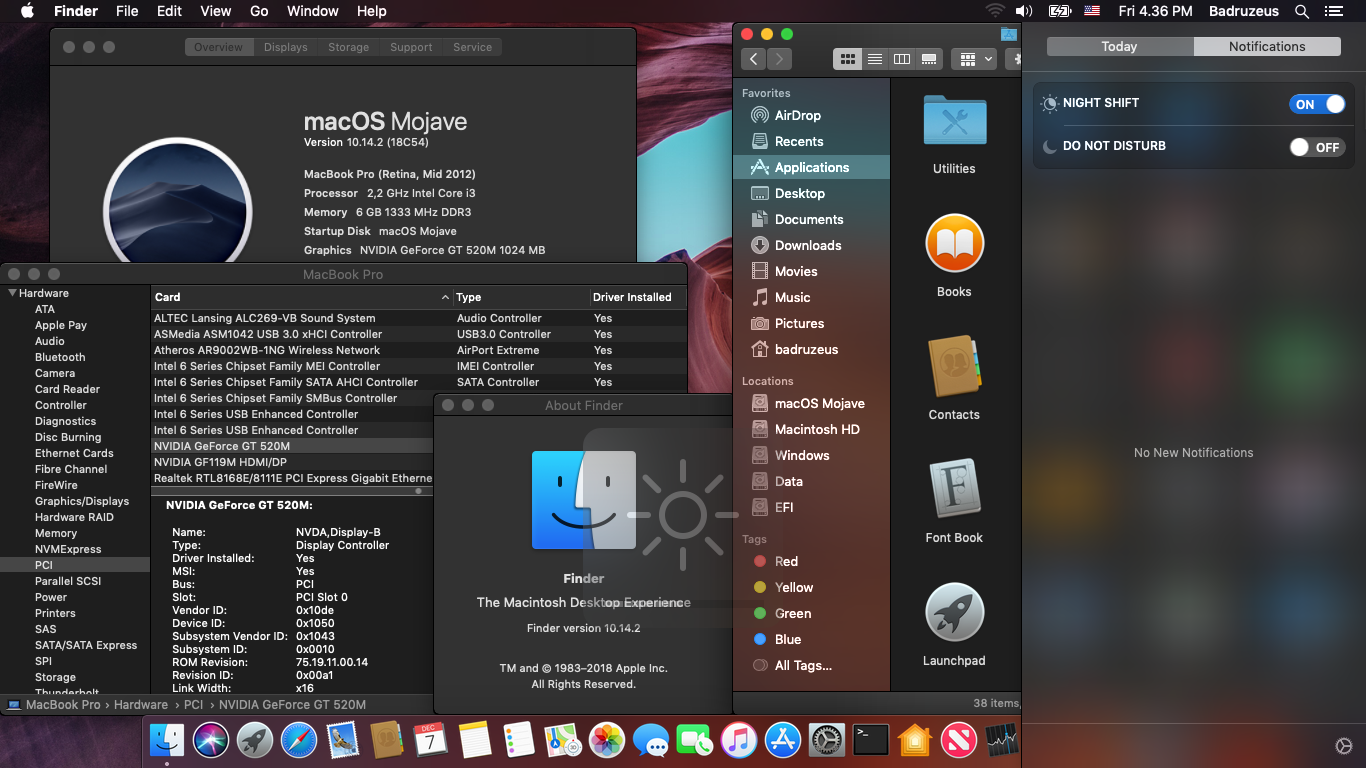 Finder File Edit View Go Window Help
Fri 4.36 PM Badruzeus
Overview Displays Storage Support Service
macOS Mojave
Version 10.14.2 (18C54)
MacBook Pro (Retina, Mid 2012)
Processor 2,2 GHz Intel Core i3
Memory 6 GB 1333 MHz DDR3
Startup Disk macOS Mojave
Graphics NVIDIA GeForce GT 520M 1024 MB
MacBook Pro
Hardware
ATA
Apple Pay
Audio
Bluetooth
Camera
Card Reader
Controller
Diagnostics
Disc Burning
Ethernet Cards
Fibre Channel
FireWire
Graphics/Displays
Hardware RAID
Memory
NVMExpress
PCI
Parallel SCSI
Power
Printers
SAS
SATA/SATA Express
SPI
Storage
Thunderbolt
Card Type Driver Installed
ALTEC Lansing ALC269-VB Sound System Audio Controller Yes
ASMedia ASM1042 USB 3.0 xHCI Controller USB3.0 Controller Yes
Atheros AR9002WB-1NG Wireless Network AirPort Extreme Yes
Intel 6 Series Chipset Family MEI Controller IMEI Controller Yes
Intel 6 Series Chipset Family SATA AHCI Controller SATA Controller Yes
Intel 6 Series Chipset Family SMBus Controller
Intel 6 Series USB Enhanced Controller
Intel 6 Series USB Enhanced Controller
NVIDIA GeForce GT 520M
NVIDIA GF119M HDMI/DP
Realtek RTL8168E/8111E PCI Express Gigabit Etherne
NVIDIA GeForce GT 520M:
Name: NVDA,Display-B
Type: Display Controller
Driver Installed: Yes
MSI: Yes
Bus: PCI
Slot: PCI Slot 0
Vendor ID: 0x10de
Device ID: 0x1050
Subsystem Vendor ID: 0x1043
Subsystem ID: 0x0010
ROM Revision: 75.19.11.00.14
Revision ID: 0x00a1
Link Width: x16
MacBook Pro › Hardware › PCI › NVIDIA GeForce GT 520M
About Finder
Finder
The Macintosh Desktop Experience
Finder version 10.14.2
TM and © 1983–2018 Apple Inc.
All Rights Reserved.
Favorites
AirDrop
Recents
Applications
Desktop
Documents
Downloads
Movies
Music
Pictures
badruzeus
Locations
macOS Mojave
Macintosh HD
Windows
Data
EFI
Tags
Red
Yellow
Green
Blue
All Tags...
Utilities
Books
Contacts
Font Book
Launchpad
38 items,
Today Notifications
NIGHT SHIFT ON
DO NOT DISTURB OFF
No New Notifications
DEC
7